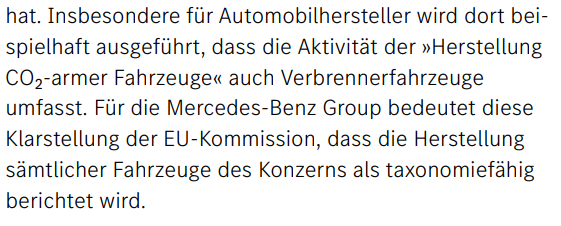 hat. Insbesondere für Automobilhersteller wird dort bei-
spielhaft ausgeführt, dass die Aktivität der »Herstellung
CO₂-armer Fahrzeuge« auch Verbrennerfahrzeuge
umfasst. Für die Mercedes-Benz Group bedeutet diese
Klarstellung der EU-Kommission, dass die Herstellung
sämtlicher Fahrzeuge des Konzerns als taxonomiefähig
berichtet wird.